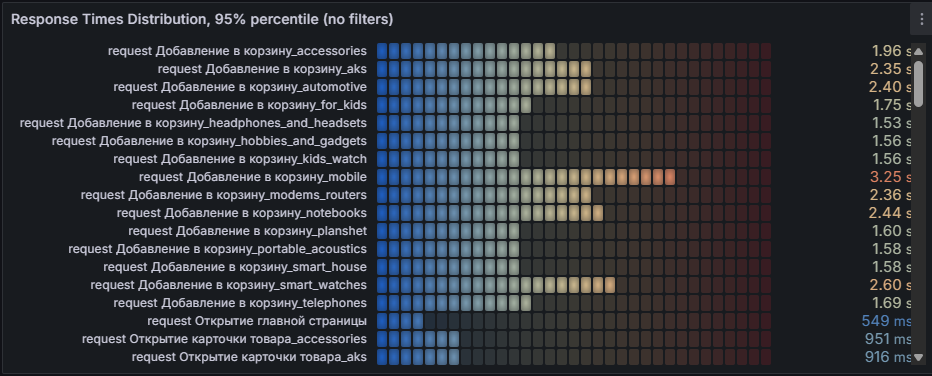 Response Times Distribution, 95% percentile (no filters)
request Добавление в корзину_accessories 1.96 s
request Добавление в корзину_aks 2.35 s
request Добавление в корзину_automotive 2.40 s
request Добавление в корзину_for_kids 1.75 s
request Добавление в корзину_headphones_and_headsets 1.53 s
request Добавление в корзину_hobbies_and_gadgets 1.56 s
request Добавление в корзину_kids_watch 1.56 s
request Добавление в корзину_mobile 3.25 s
request Добавление в корзину_modems_routers 2.36 s
request Добавление в корзину_notebooks 2.44 s
request Добавление в корзину_planshet 1.60 s
request Добавление в корзину_portable_acoustics 1.58 s
request Добавление в корзину_smart_house 1.58 s
request Добавление в корзину_smart_watches 2.60 s
request Добавление в корзину_telephones 1.69 s
request Открытие главной страницы 549 ms
request Открытие карточки товара_accessories 951 ms
request Открытие карточки товара_aks 916 ms